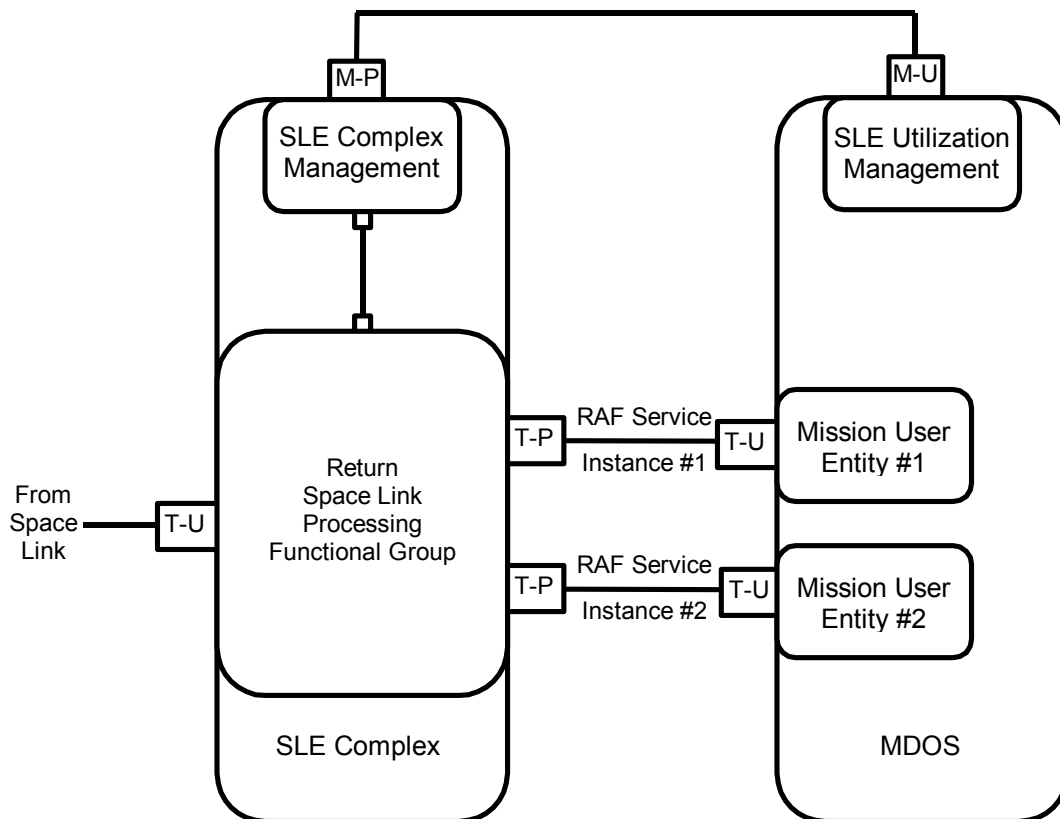 M-P
M-U
SLE Complex
Management
SLE Utilization
Management
RAF Service
T-P
T-U
Instance #1
Mission User
Entity #1
Return
Space Link
Processing
Functional Group
From
Space
Link
T-U
RAF Service
T-P
T-U
Instance #2
Mission User
Entity #2
SLE Complex
MDOS